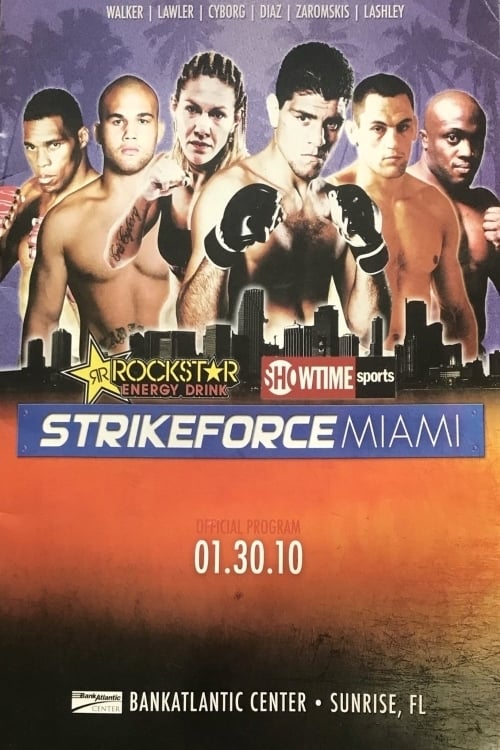 WALKER | LAWLER | CYBORG | DIAZ | ZAROMSKIS | LASHLEY
RR ROCKSTAR
ENERGY DRINK
SHOWTIME sports
STRIKEFORCE MIAMI
OFFICIAL PROGRAM
01.30.10
BankAtlantic
CENTER
BANKATLANTIC CENTER • SUNRISE, FL